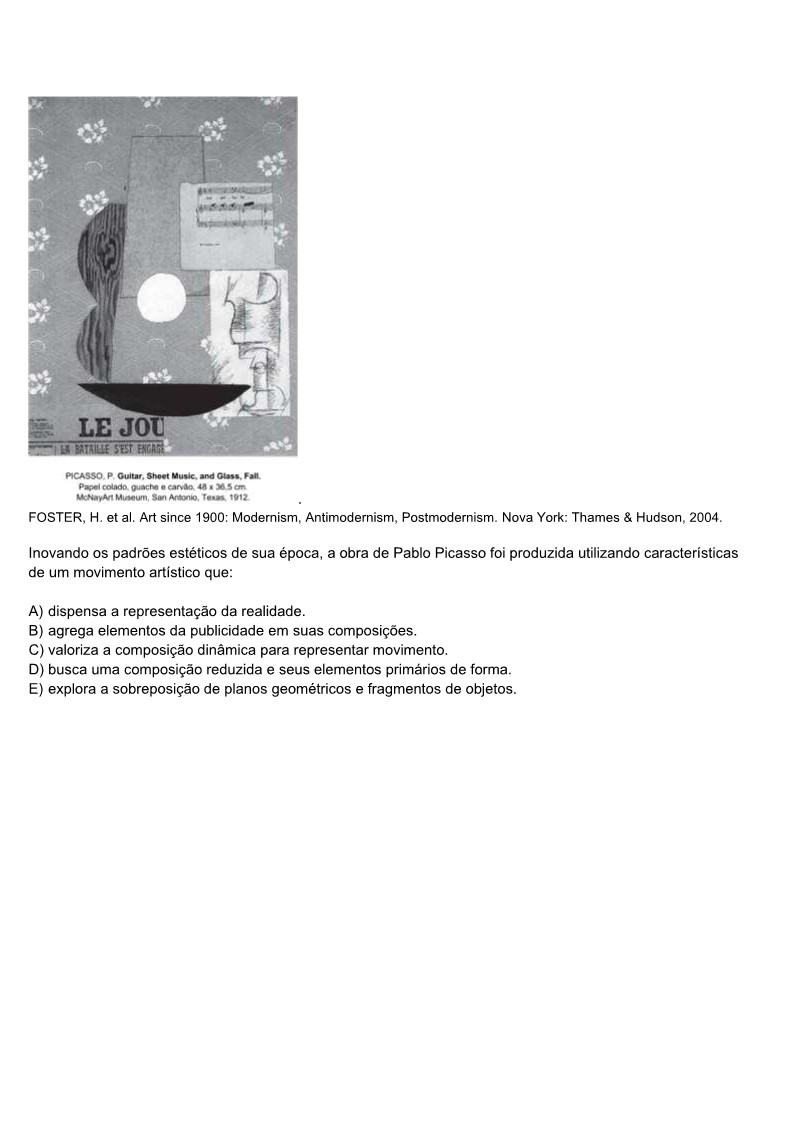 LE JOU
LA BATAILLE S'EST ENGAGÉ
PICASSO, P. Guitar, Sheet Music, and Glass, Fall.
Papel colado, guache e carvão, 48 x 36,5 cm.
McNayArt Museum, San Antonio, Texas, 1912.
.
FOSTER, H. et al. Art since 1900: Modernism, Antimodernism, Postmodernism. Nova York: Thames & Hudson, 2004.
Inovando os padrões estéticos de sua época, a obra de Pablo Picasso foi produzida utilizando características
de um movimento artístico que:
A) dispensa a representação da realidade.
B) agrega elementos da publicidade em suas composições.
C) valoriza a composição dinâmica para representar movimento.
D) busca uma composição reduzida e seus elementos primários de forma.
E) explora a sobreposição de planos geométricos e fragmentos de objetos.